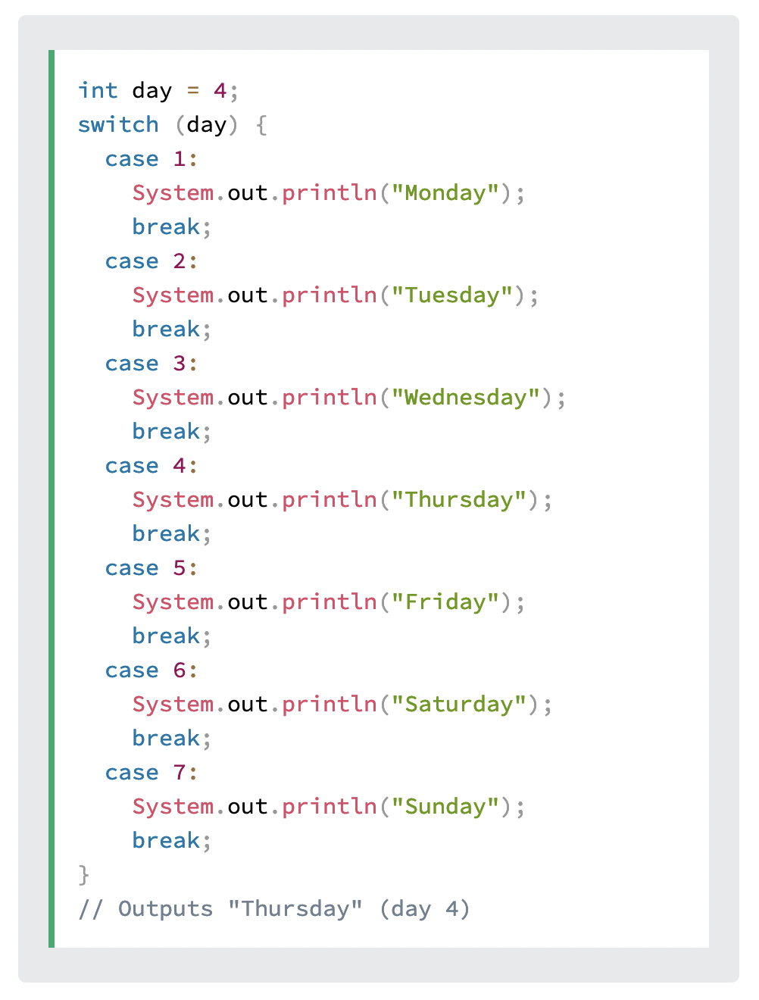 int day = 4;
switch (day) {
  case 1:
    System.out.println("Monday");
    break;
  case 2:
    System.out.println("Tuesday");
    break;
  case 3:
    System.out.println("Wednesday");
    break;
  case 4:
    System.out.println("Thursday");
    break;
  case 5:
    System.out.println("Friday");
    break;
  case 6:
    System.out.println("Saturday");
    break;
  case 7:
    System.out.println("Sunday");
    break;
}
// Outputs "Thursday" (day 4)